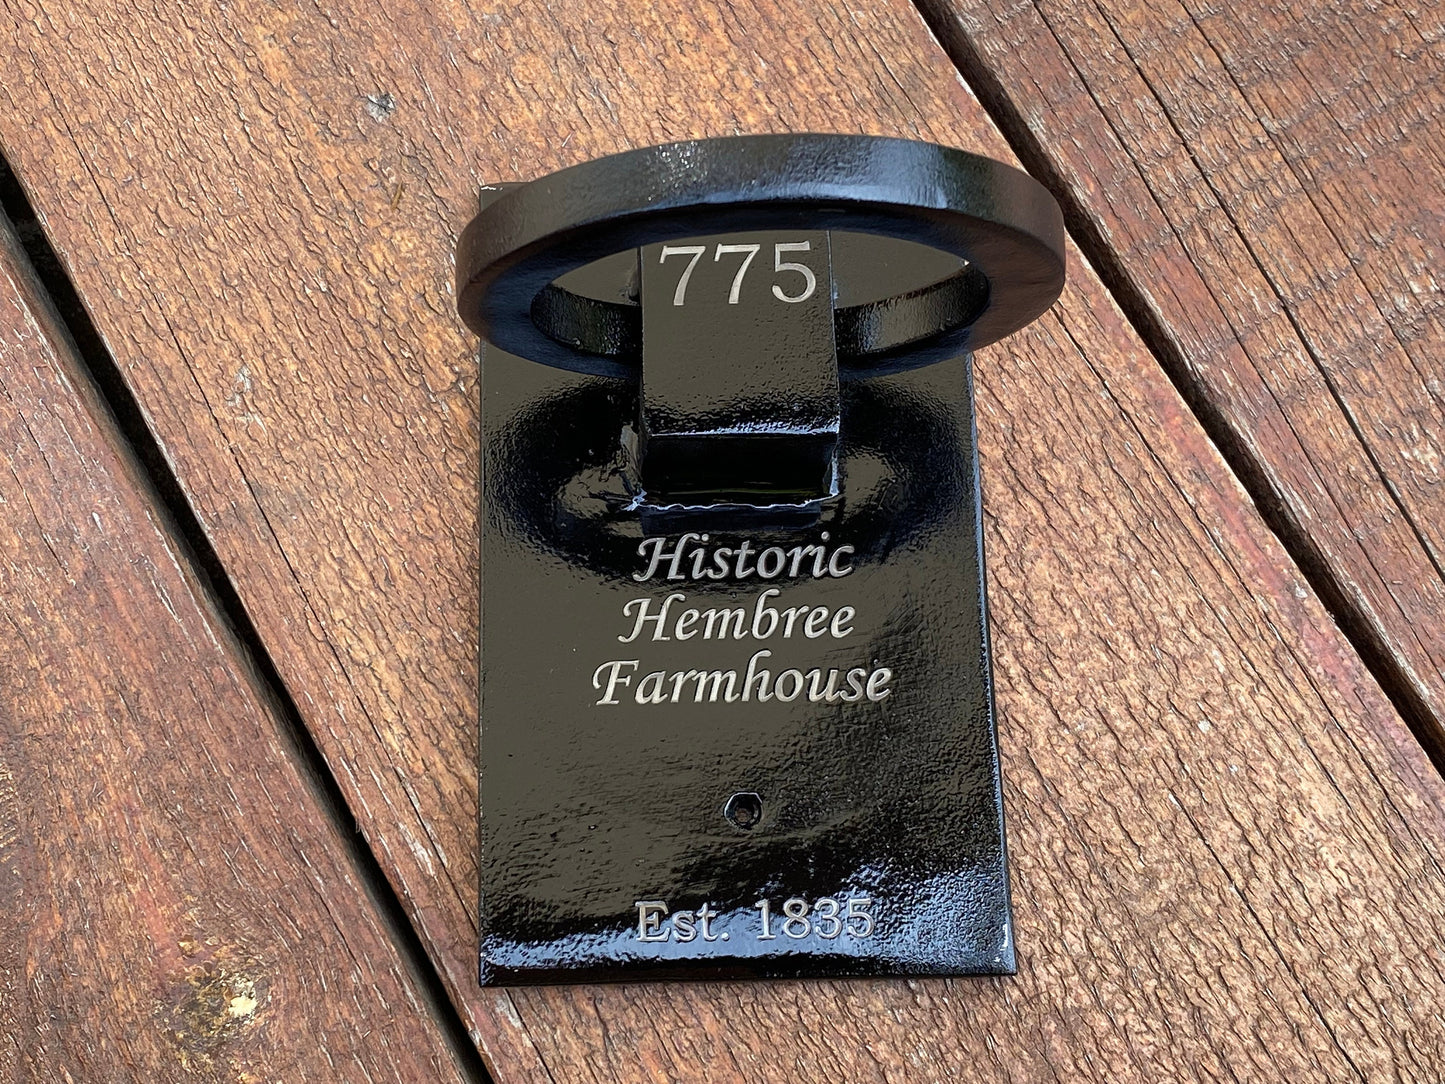 775
Historic
Hembree
Farmhouse
Est. 1835